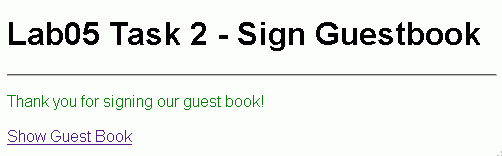 Lab05 Task 2 - Sign Guestbook
Thank you for signing our guest book!
Show Guest Book